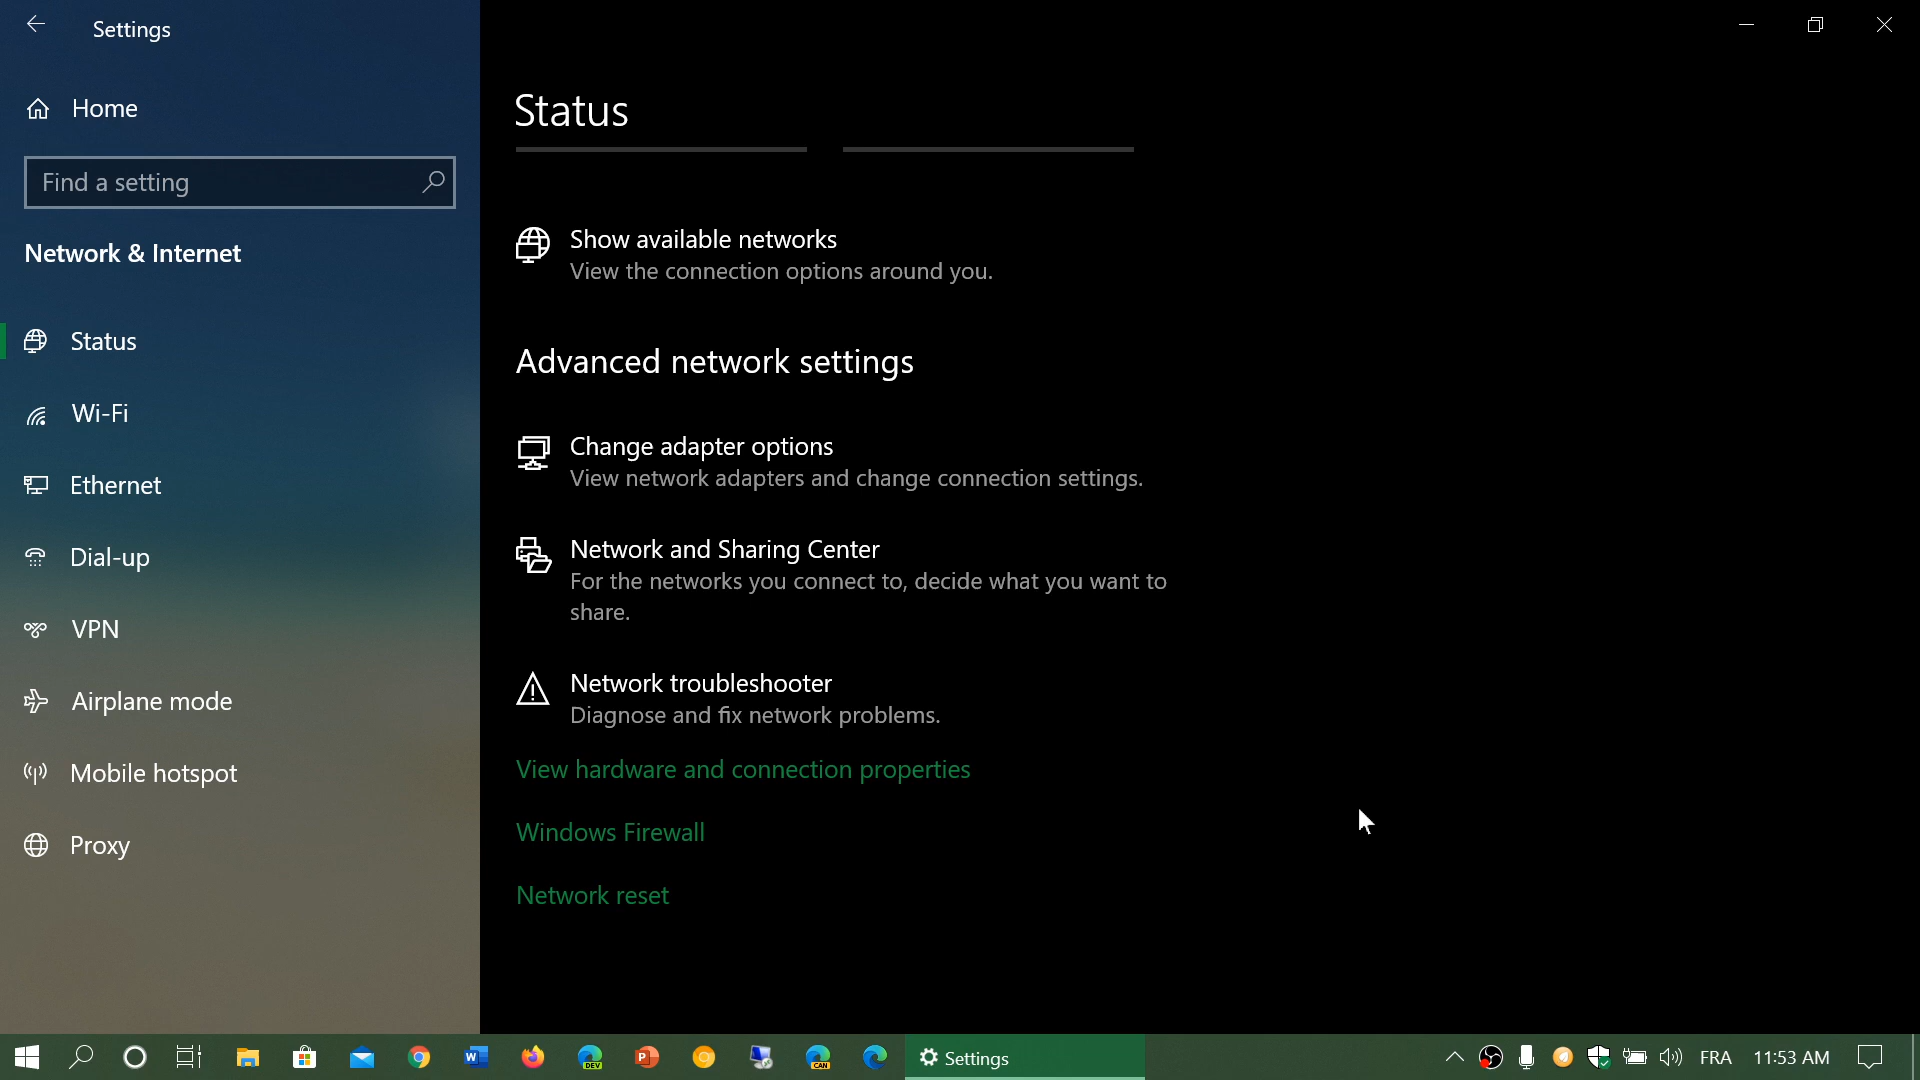 Settings
Home
Find a setting
Network & Internet
Status
Wi-Fi
Ethernet
Dial-up
VPN
Airplane mode
Mobile hotspot
Proxy
Status
Show available networks
View the connection options around you.
Advanced network settings
Change adapter options
View network adapters and change connection settings.
Network and Sharing Center
For the networks you connect to, decide what you want to
share.
Network troubleshooter
Diagnose and fix network problems.
View hardware and connection properties
Windows Firewall
Network reset
W
DEV
P
CAN
Settings
FRA
11:53 AM